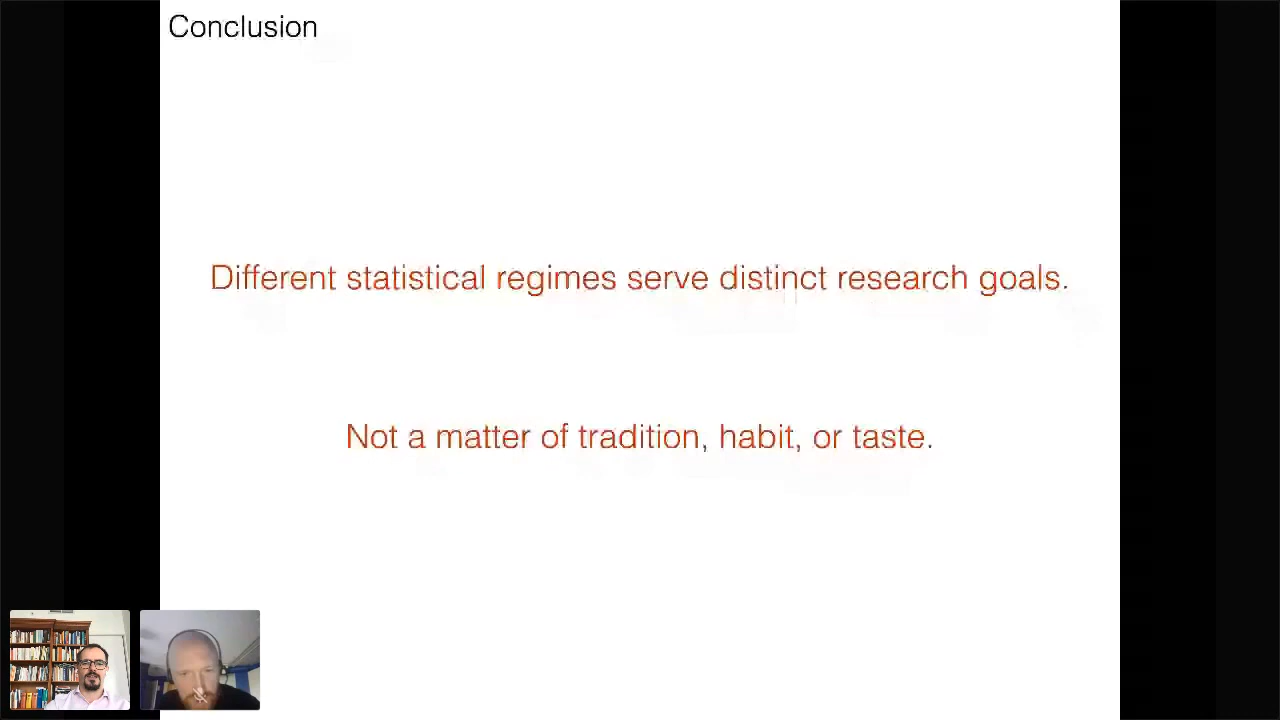 Conclusion
Different statistical regimes serve distinct research goals.
Not a matter of tradition, habit, or taste.